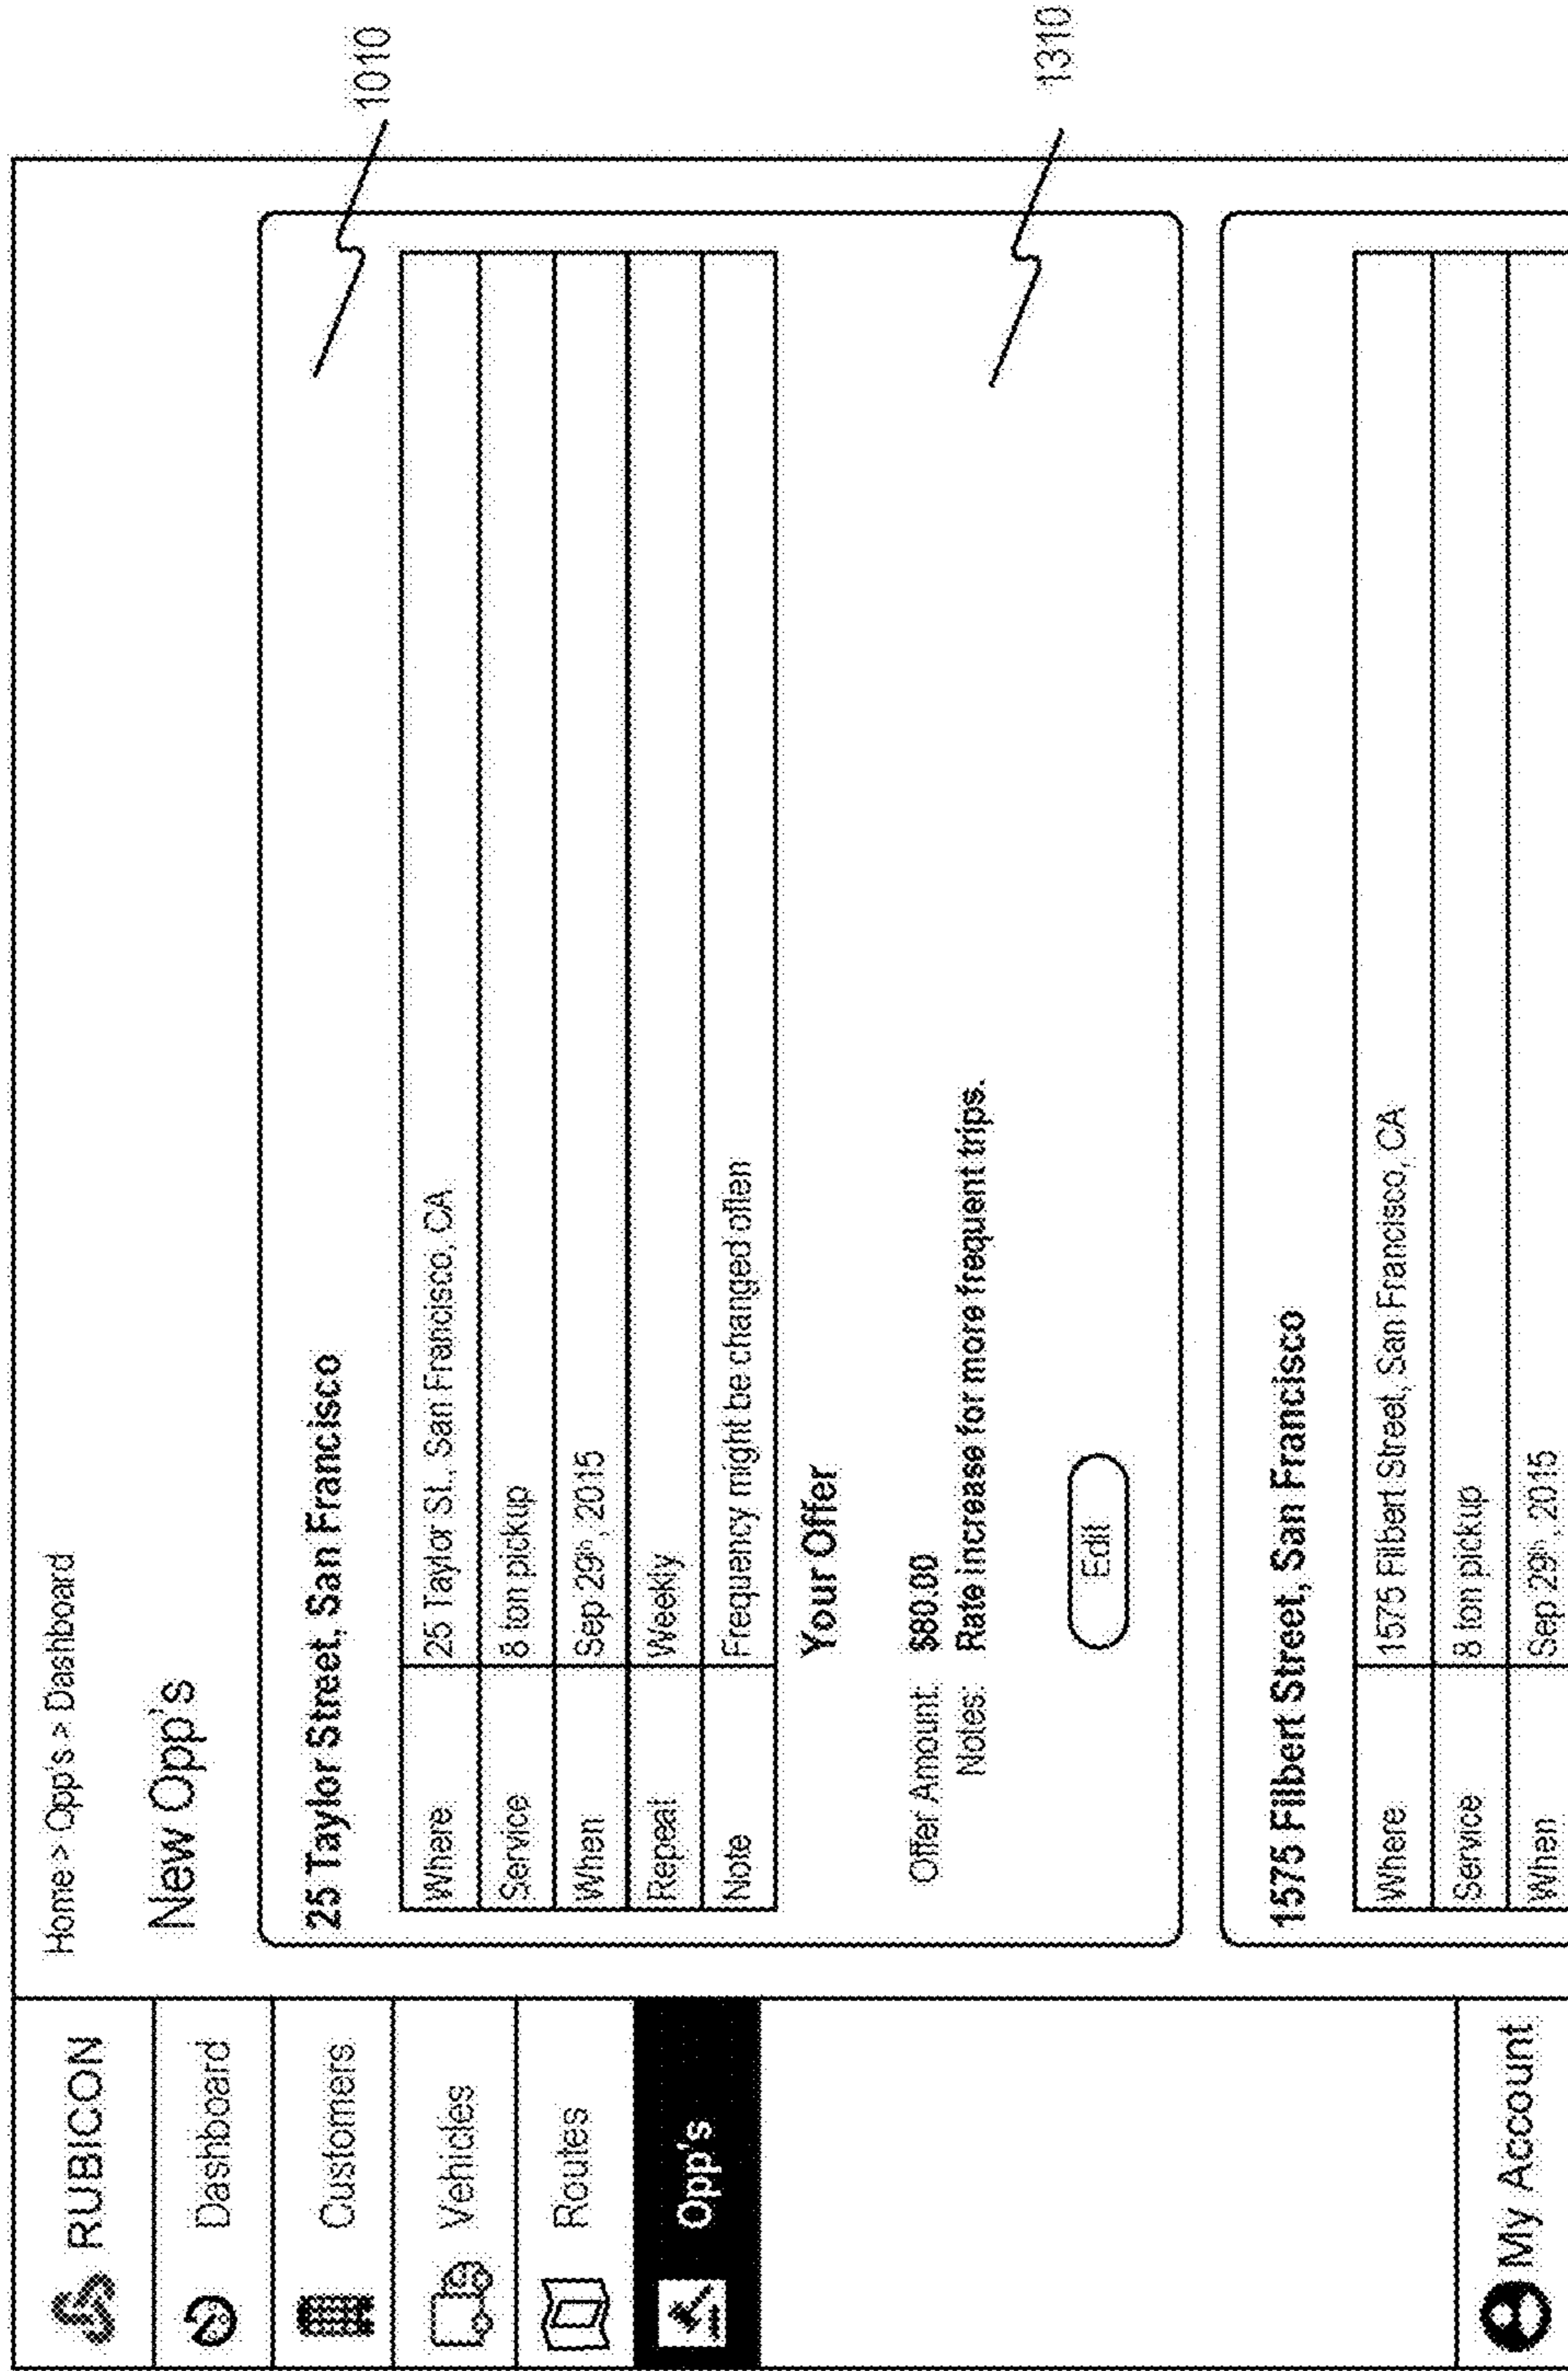 RUBICON
Dashboard
Customers
Vehicles
Routes
Opp's
My Account
Home > Opp's > Dashboard
New Opp's
25 Taylor Street, San Francisco
1010
Where 25 Taylor St., San Francisco, CA
Service 8 ton pickup
When Sep 29th, 2015
Repeat Weekly
Note Frequency might be changed often
Your Offer
Offer Amount: $80.00
Notes: Rate increase for more frequent trips.
1310
Edit
1575 Filbert Street, San Francisco
Where 1575 Filbert Street, San Francisco, CA
Service 8 ton pickup
When Sep 29th, 2015